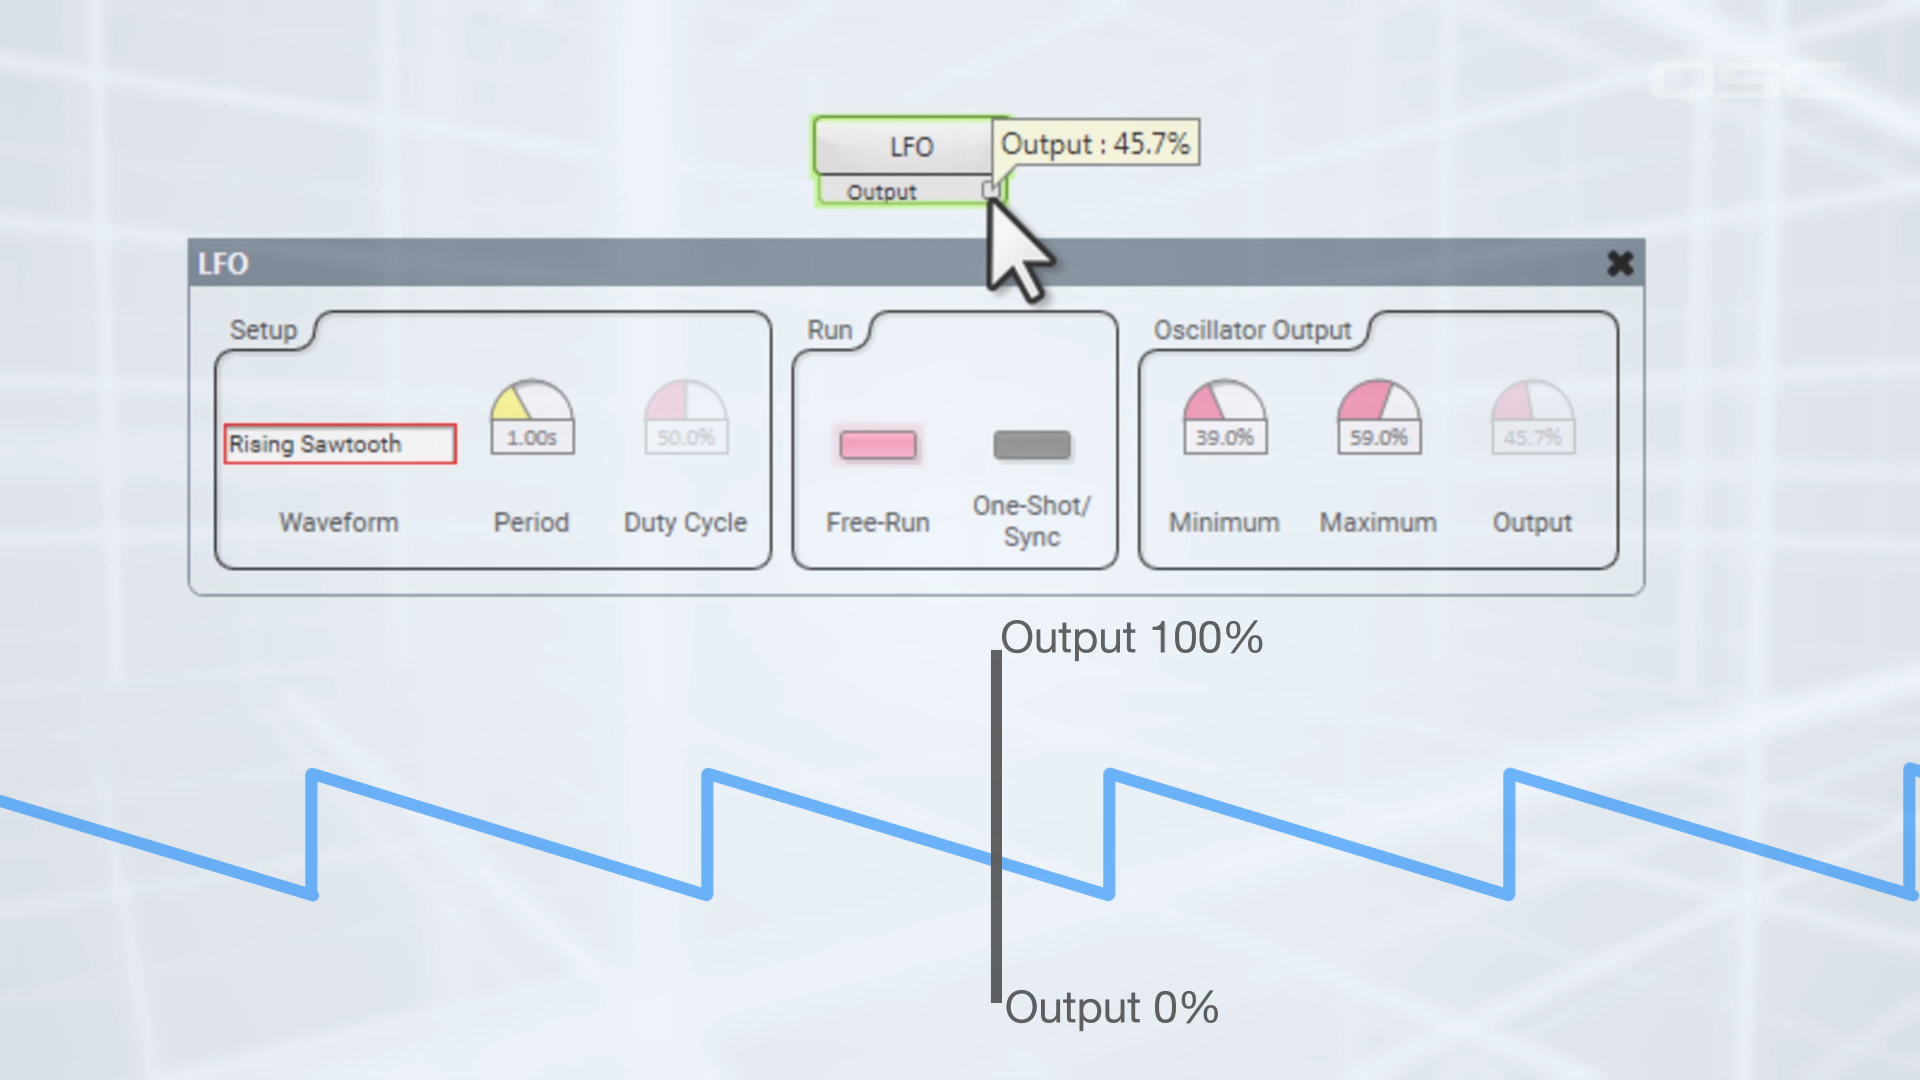 QSC
LFO
Output : 45.7%
Output
LFO
Setup
Run
Oscillator Output
Rising Sawtooth
1.00s
50.0%
39.0%
59.0%
45.7%
Waveform
Period
Duty Cycle
Free-Run
One-Shot/
Sync
Minimum
Maximum
Output
Output 100%
Output 0%